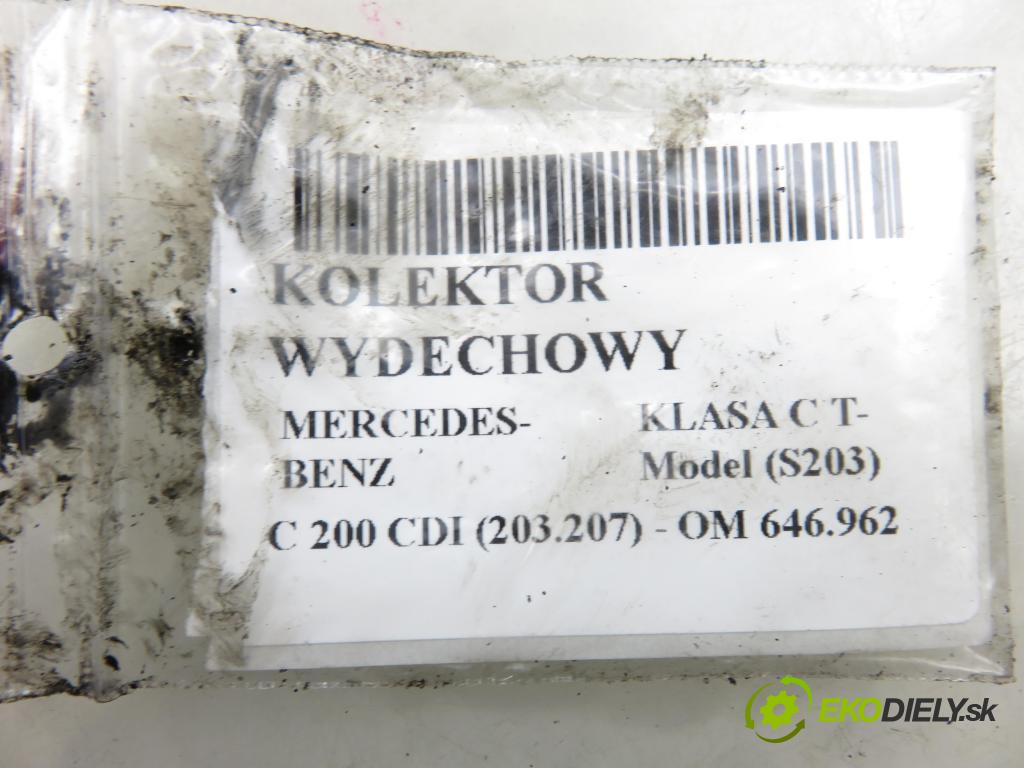 KOLEKTOR
WYDECHOWY
MERCEDES-
BENZ
KLASA C T-
Model (S203)
C 200 CDI (203.207) - OM 646.962
EKODIELY.sk